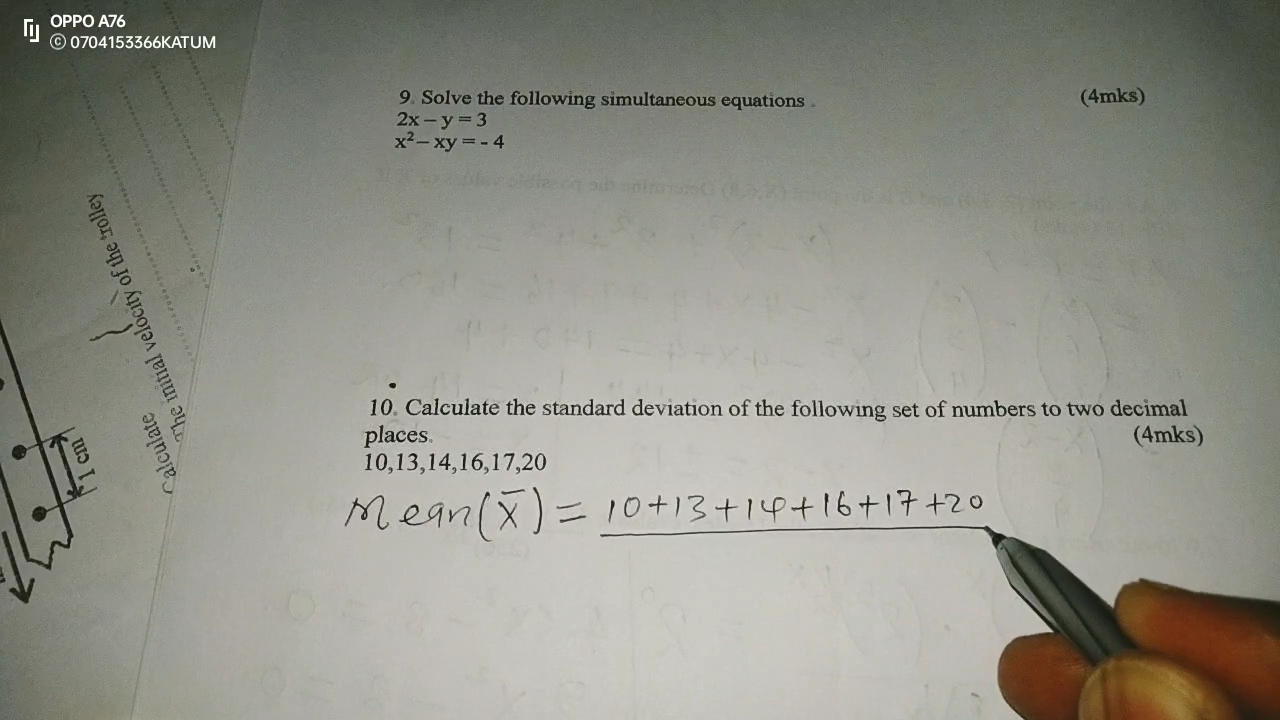 OPPO A76
© 0704153366KATUM
9. Solve the following simultaneous equations . (4mks)
2x – y = 3
x² – xy = - 4
10. Calculate the standard deviation of the following set of numbers to two decimal
places. (4mks)
10,13,14,16,17,20
Mean(x̄) = 10+13+14+16+17+20
Calculate
The initial velocity of the trolley
1 cm